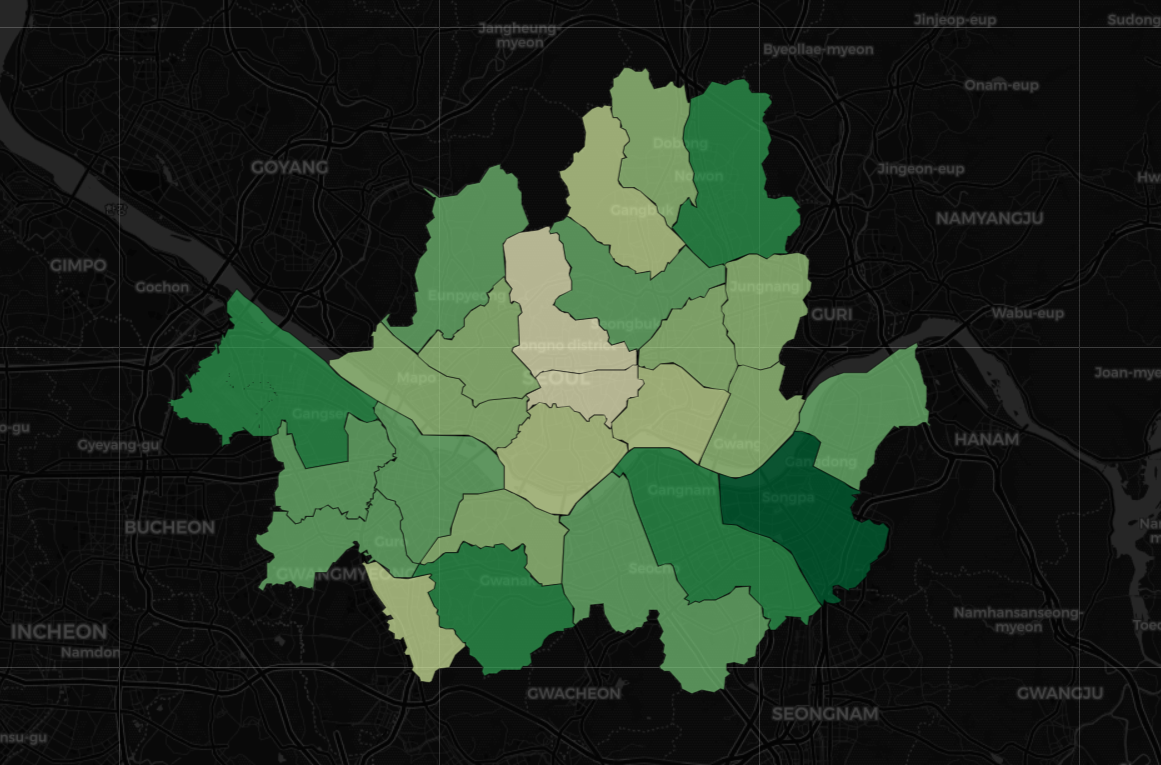 Jinjeop-eup
Sudong
Jangheung-
myeon
Byeollae-myeon
Onam-eup
Dobong
GOYANG
Jingeon-eup
Nowon
Gangbuk
NAMYANGJU
GIMPO
Gochon
Eunpyeong
Jungnang
GURI
Wabu-eup
Seongbuk
Jongno district
SEOUL
Mapo
Joan-mye
Gangseo
o-gu
Gyeyang-gu
Gwang
HANAM
Gangdong
Gangnam
Songpa
BUCHEON
Guro
GWANGMYEONG
Gwanak
Seocho
Namhansanseong-
myeon
INCHEON
Namdon
GWACHEON
GWANGJU
SEONGNAM
nsu-gu